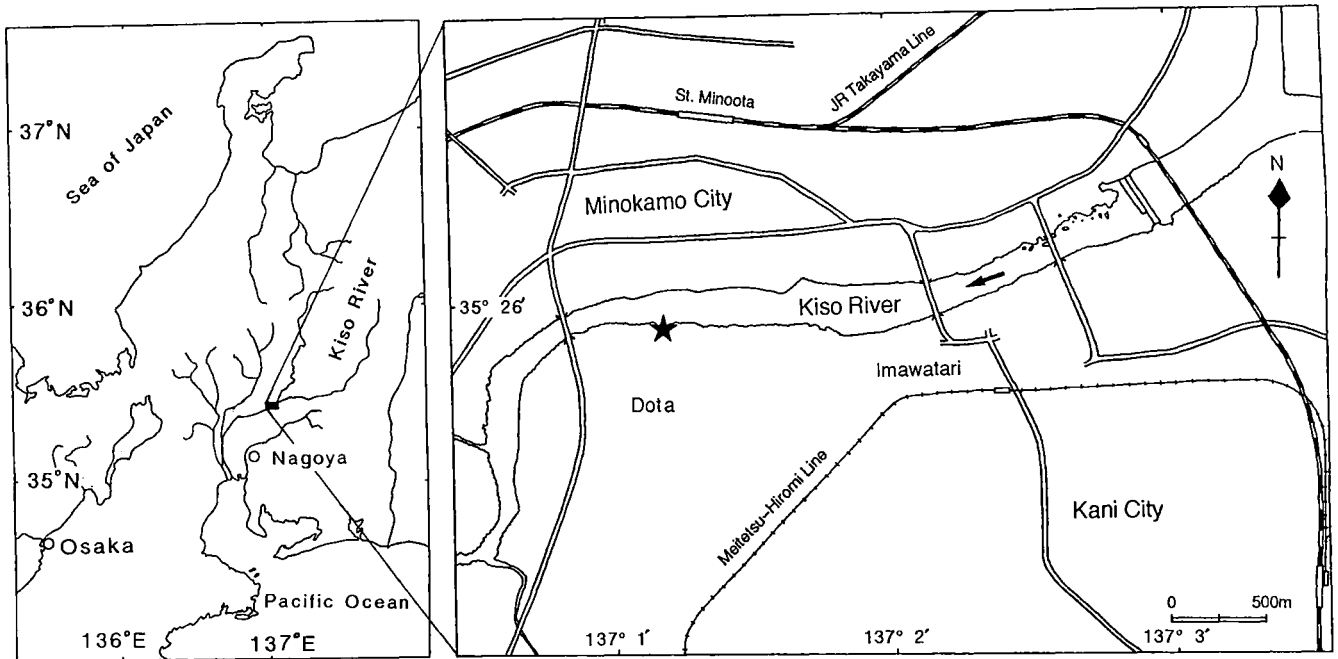 37°N
Sea of Japan
36°N
Kiso River
35°N
Nagoya
Osaka
Pacific Ocean
136°E
137°E
St. Minoota
JR Takayama Line
N
Minokamo City
35° 26′
Kiso River
Imawatari
Dota
Meitetsu-Hiromi Line
Kani City
0 500m
137° 1′
137° 2′
137° 3′